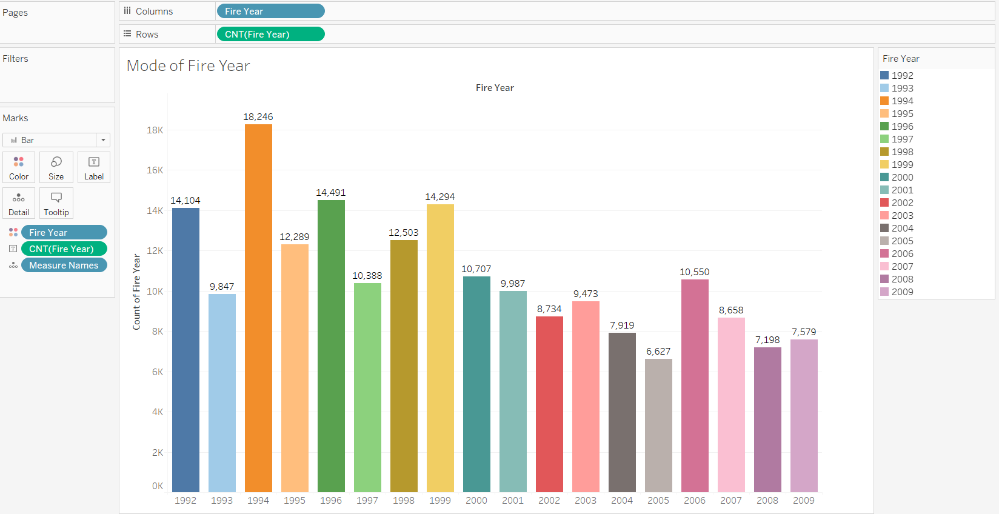 Pages
Columns
Fire Year
Rows
CNT(Fire Year)
Filters
Marks
Bar
Color
Size
T
Label
Detail
Tooltip
Fire Year
T
CNT(Fire Year)
Measure Names
Mode of Fire Year
Fire Year
Count of Fire Year
18K
16K
14K
12K
10K
8K
6K
4K
2K
0K
14,104
9,847
18,246
12,289
14,491
10,388
12,503
14,294
10,707
9,987
8,734
9,473
7,919
6,627
10,550
8,658
7,198
7,579
1992 1993 1994 1995 1996 1997 1998 1999 2000 2001 2002 2003 2004 2005 2006 2007 2008 2009
Fire Year
1992
1993
1994
1995
1996
1997
1998
1999
2000
2001
2002
2003
2004
2005
2006
2007
2008
2009